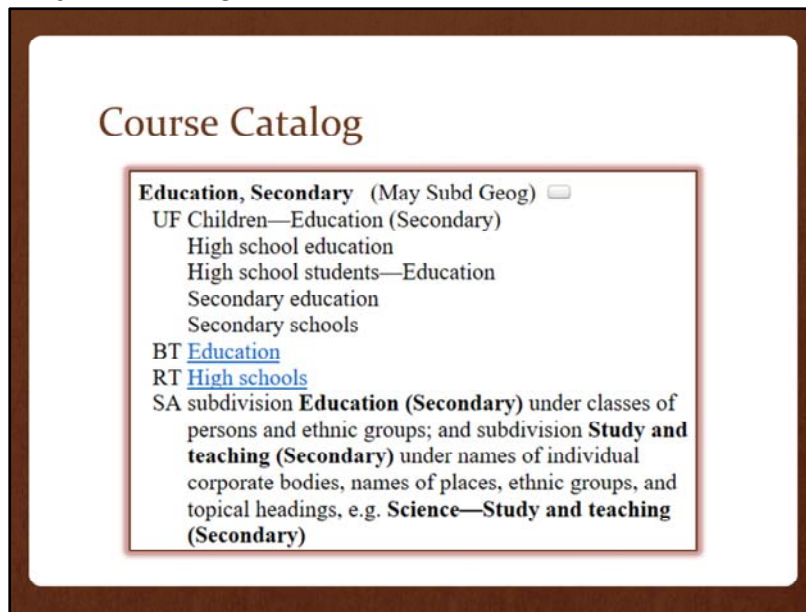 Course Catalog
Education, Secondary (May Subd Geog)
UF Children—Education (Secondary)
High school education
High school students—Education
Secondary education
Secondary schools
BT Education
RT High schools
SA subdivision Education (Secondary) under classes of
persons and ethnic groups; and subdivision Study and
teaching (Secondary) under names of individual
corporate bodies, names of places, ethnic groups, and
topical headings, e.g. Science—Study and teaching
(Secondary)